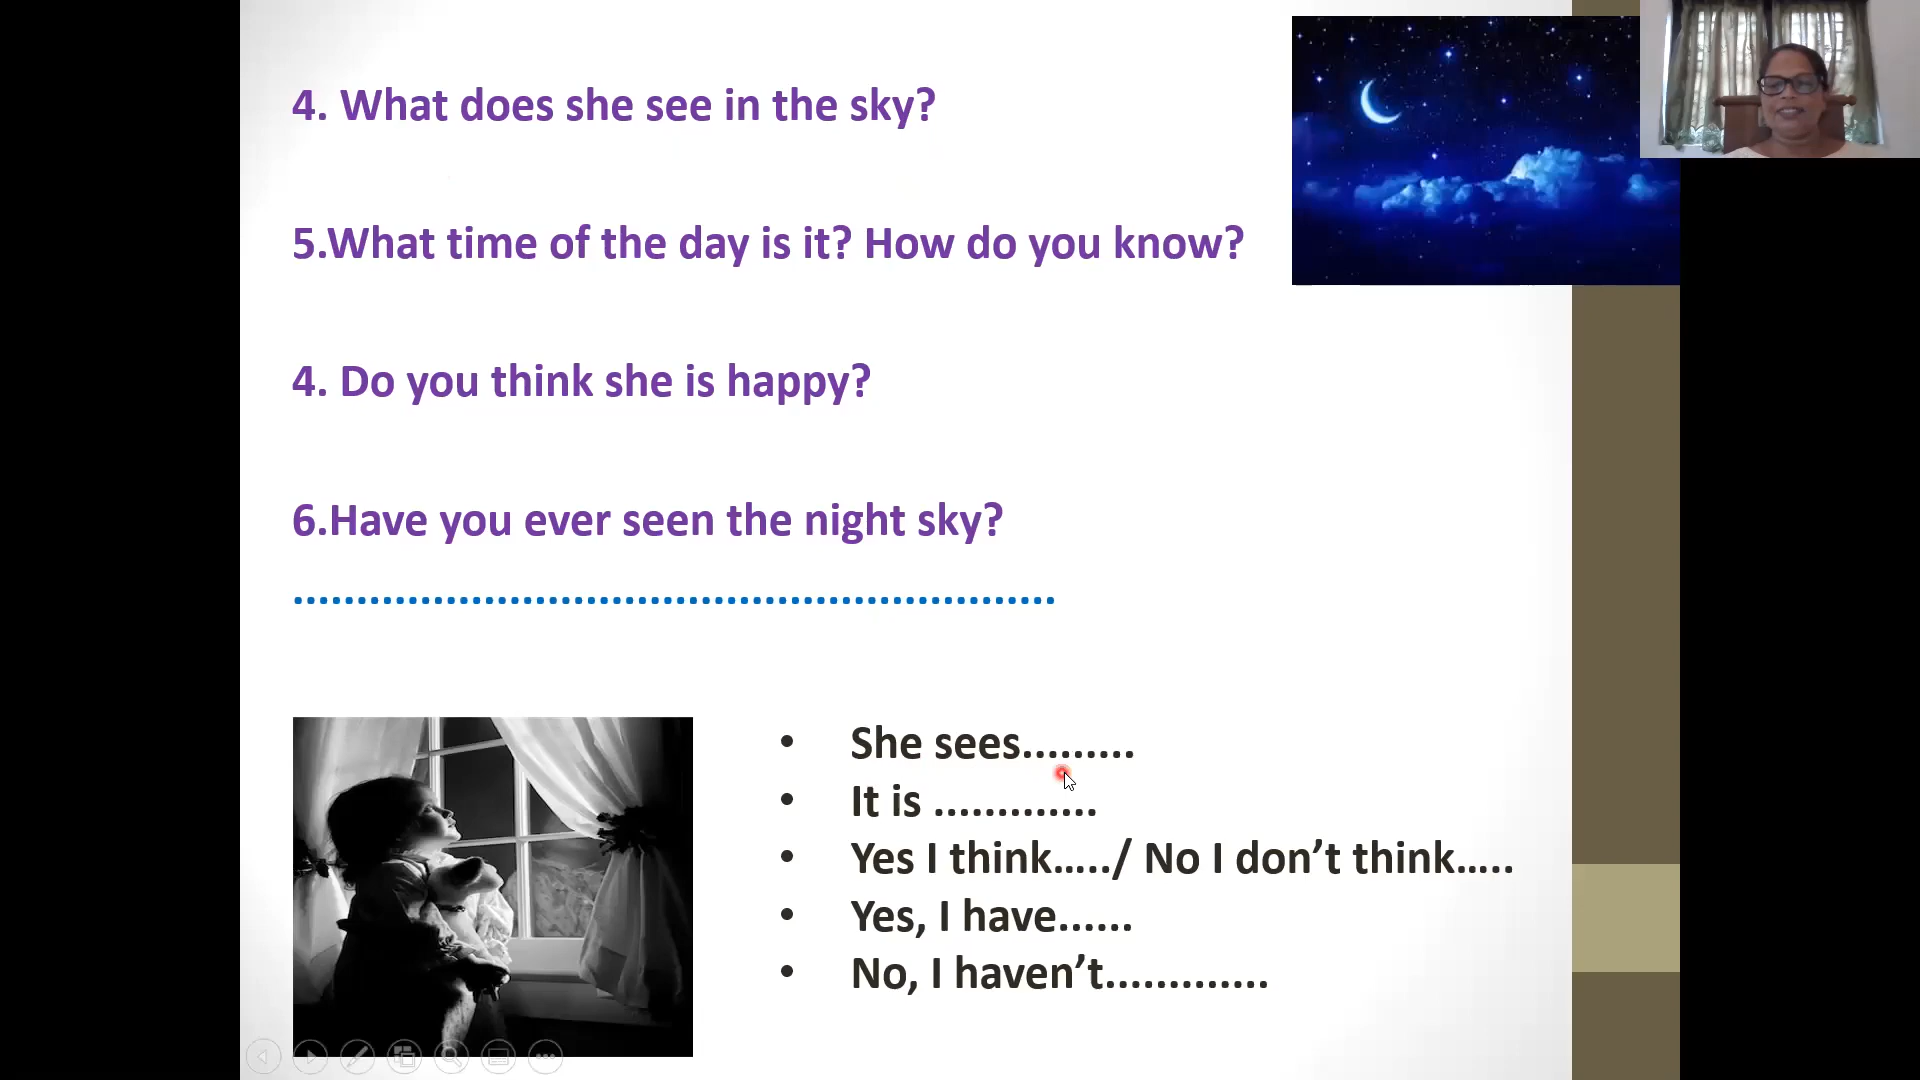 4. What does she see in the sky?
5.What time of the day is it? How do you know?
4. Do you think she is happy?
6.Have you ever seen the night sky?
............................................................
• She sees.........
• It is .............
• Yes I think...../ No I don’t think.....
• Yes, I have......
• No, I haven’t.............